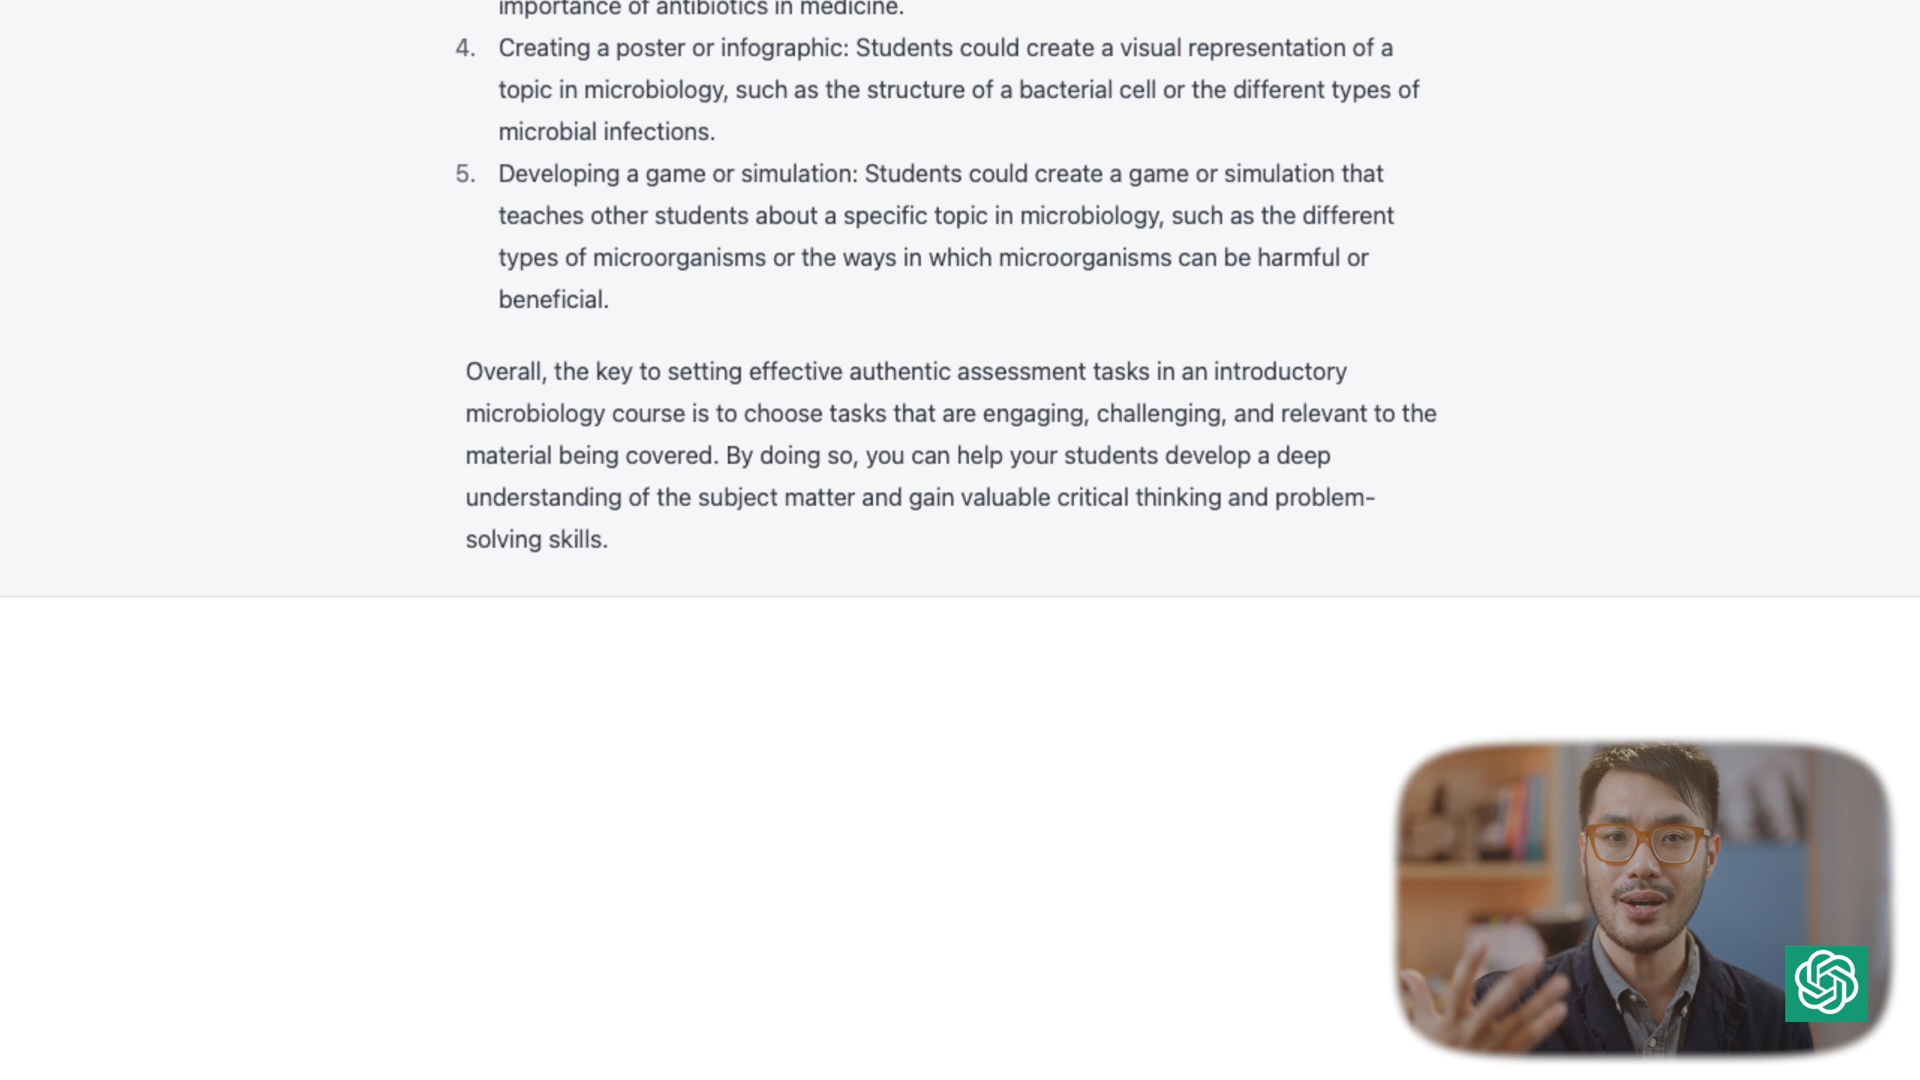 importance of antibiotics in medicine.
4. Creating a poster or infographic: Students could create a visual representation of a
topic in microbiology, such as the structure of a bacterial cell or the different types of
microbial infections.
5. Developing a game or simulation: Students could create a game or simulation that
teaches other students about a specific topic in microbiology, such as the different
types of microorganisms or the ways in which microorganisms can be harmful or
beneficial.
Overall, the key to setting effective authentic assessment tasks in an introductory
microbiology course is to choose tasks that are engaging, challenging, and relevant to the
material being covered. By doing so, you can help your students develop a deep
understanding of the subject matter and gain valuable critical thinking and problem-
solving skills.